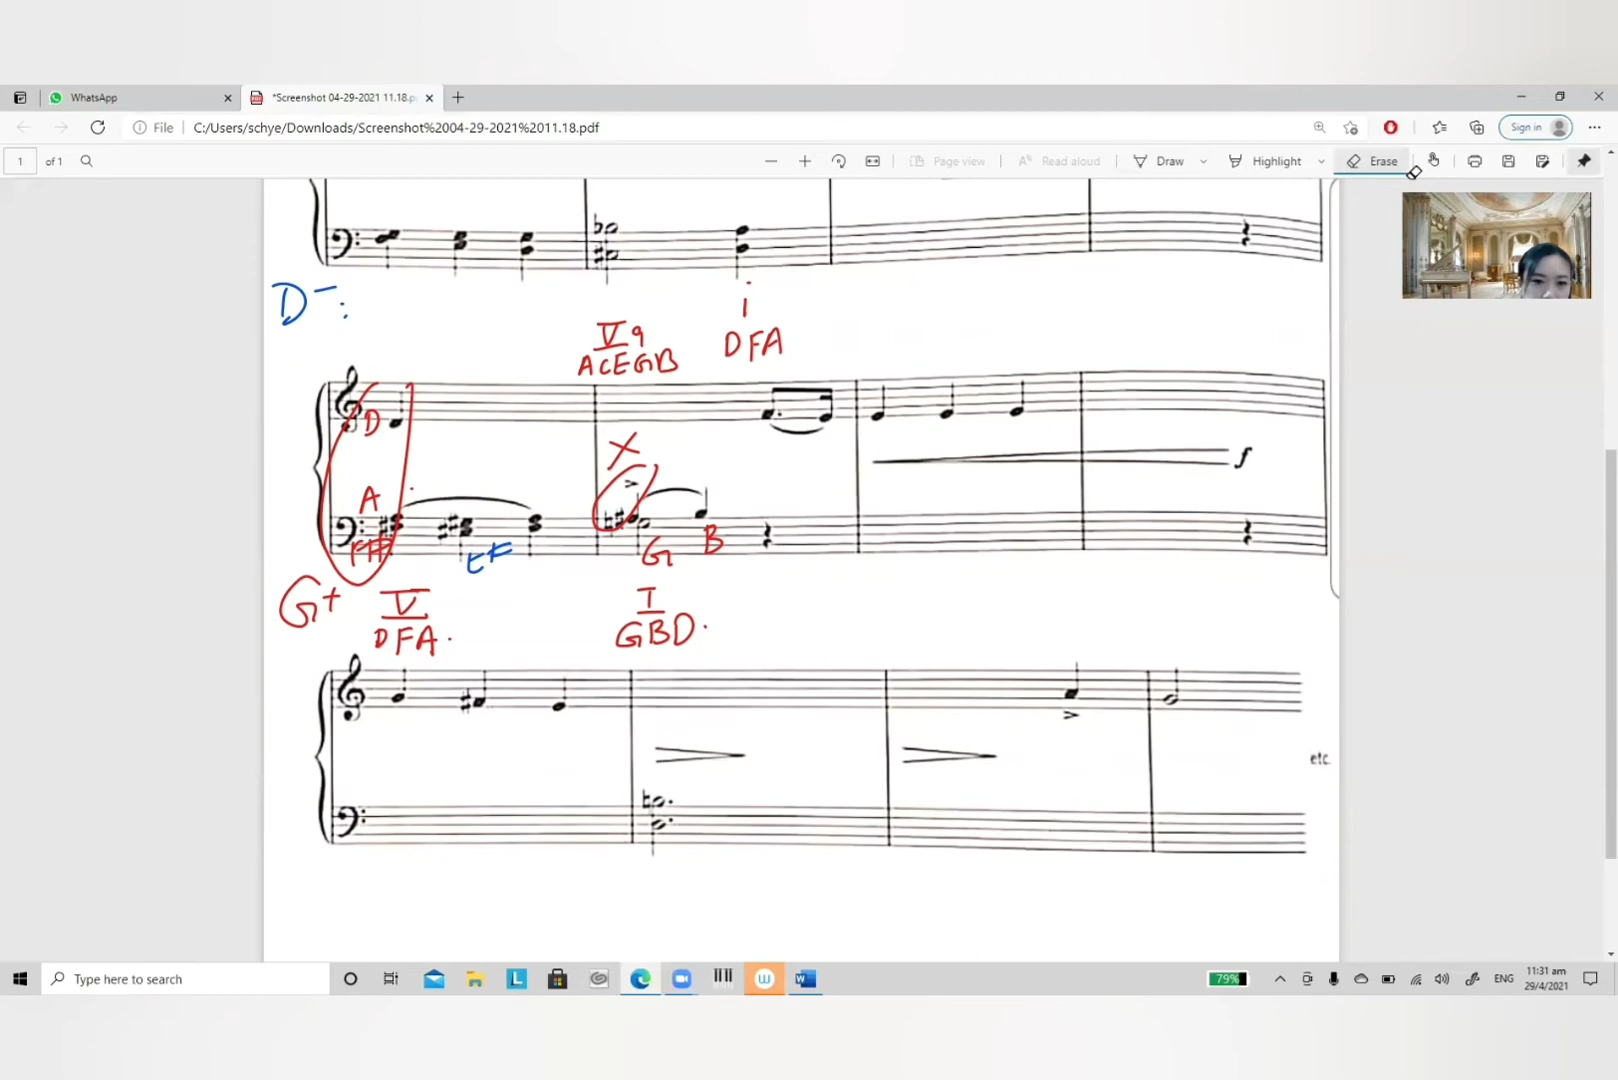 WhatsApp
*Screenshot 04-29-2021 11.18.p
File C:/Users/schye/Downloads/Screenshot%2004-29-2021%2011.18.pdf
Sign in
1 of 1
Page view
Read aloud
Draw
Highlight
Erase
D⁻:
V9
ACEGB
i
DFA
D
X
A
F#
EF
G
B
f
G+
V
DFA.
I
GBD.
etc.
Type here to search
79%
ENG
11:31 am
29/4/2021